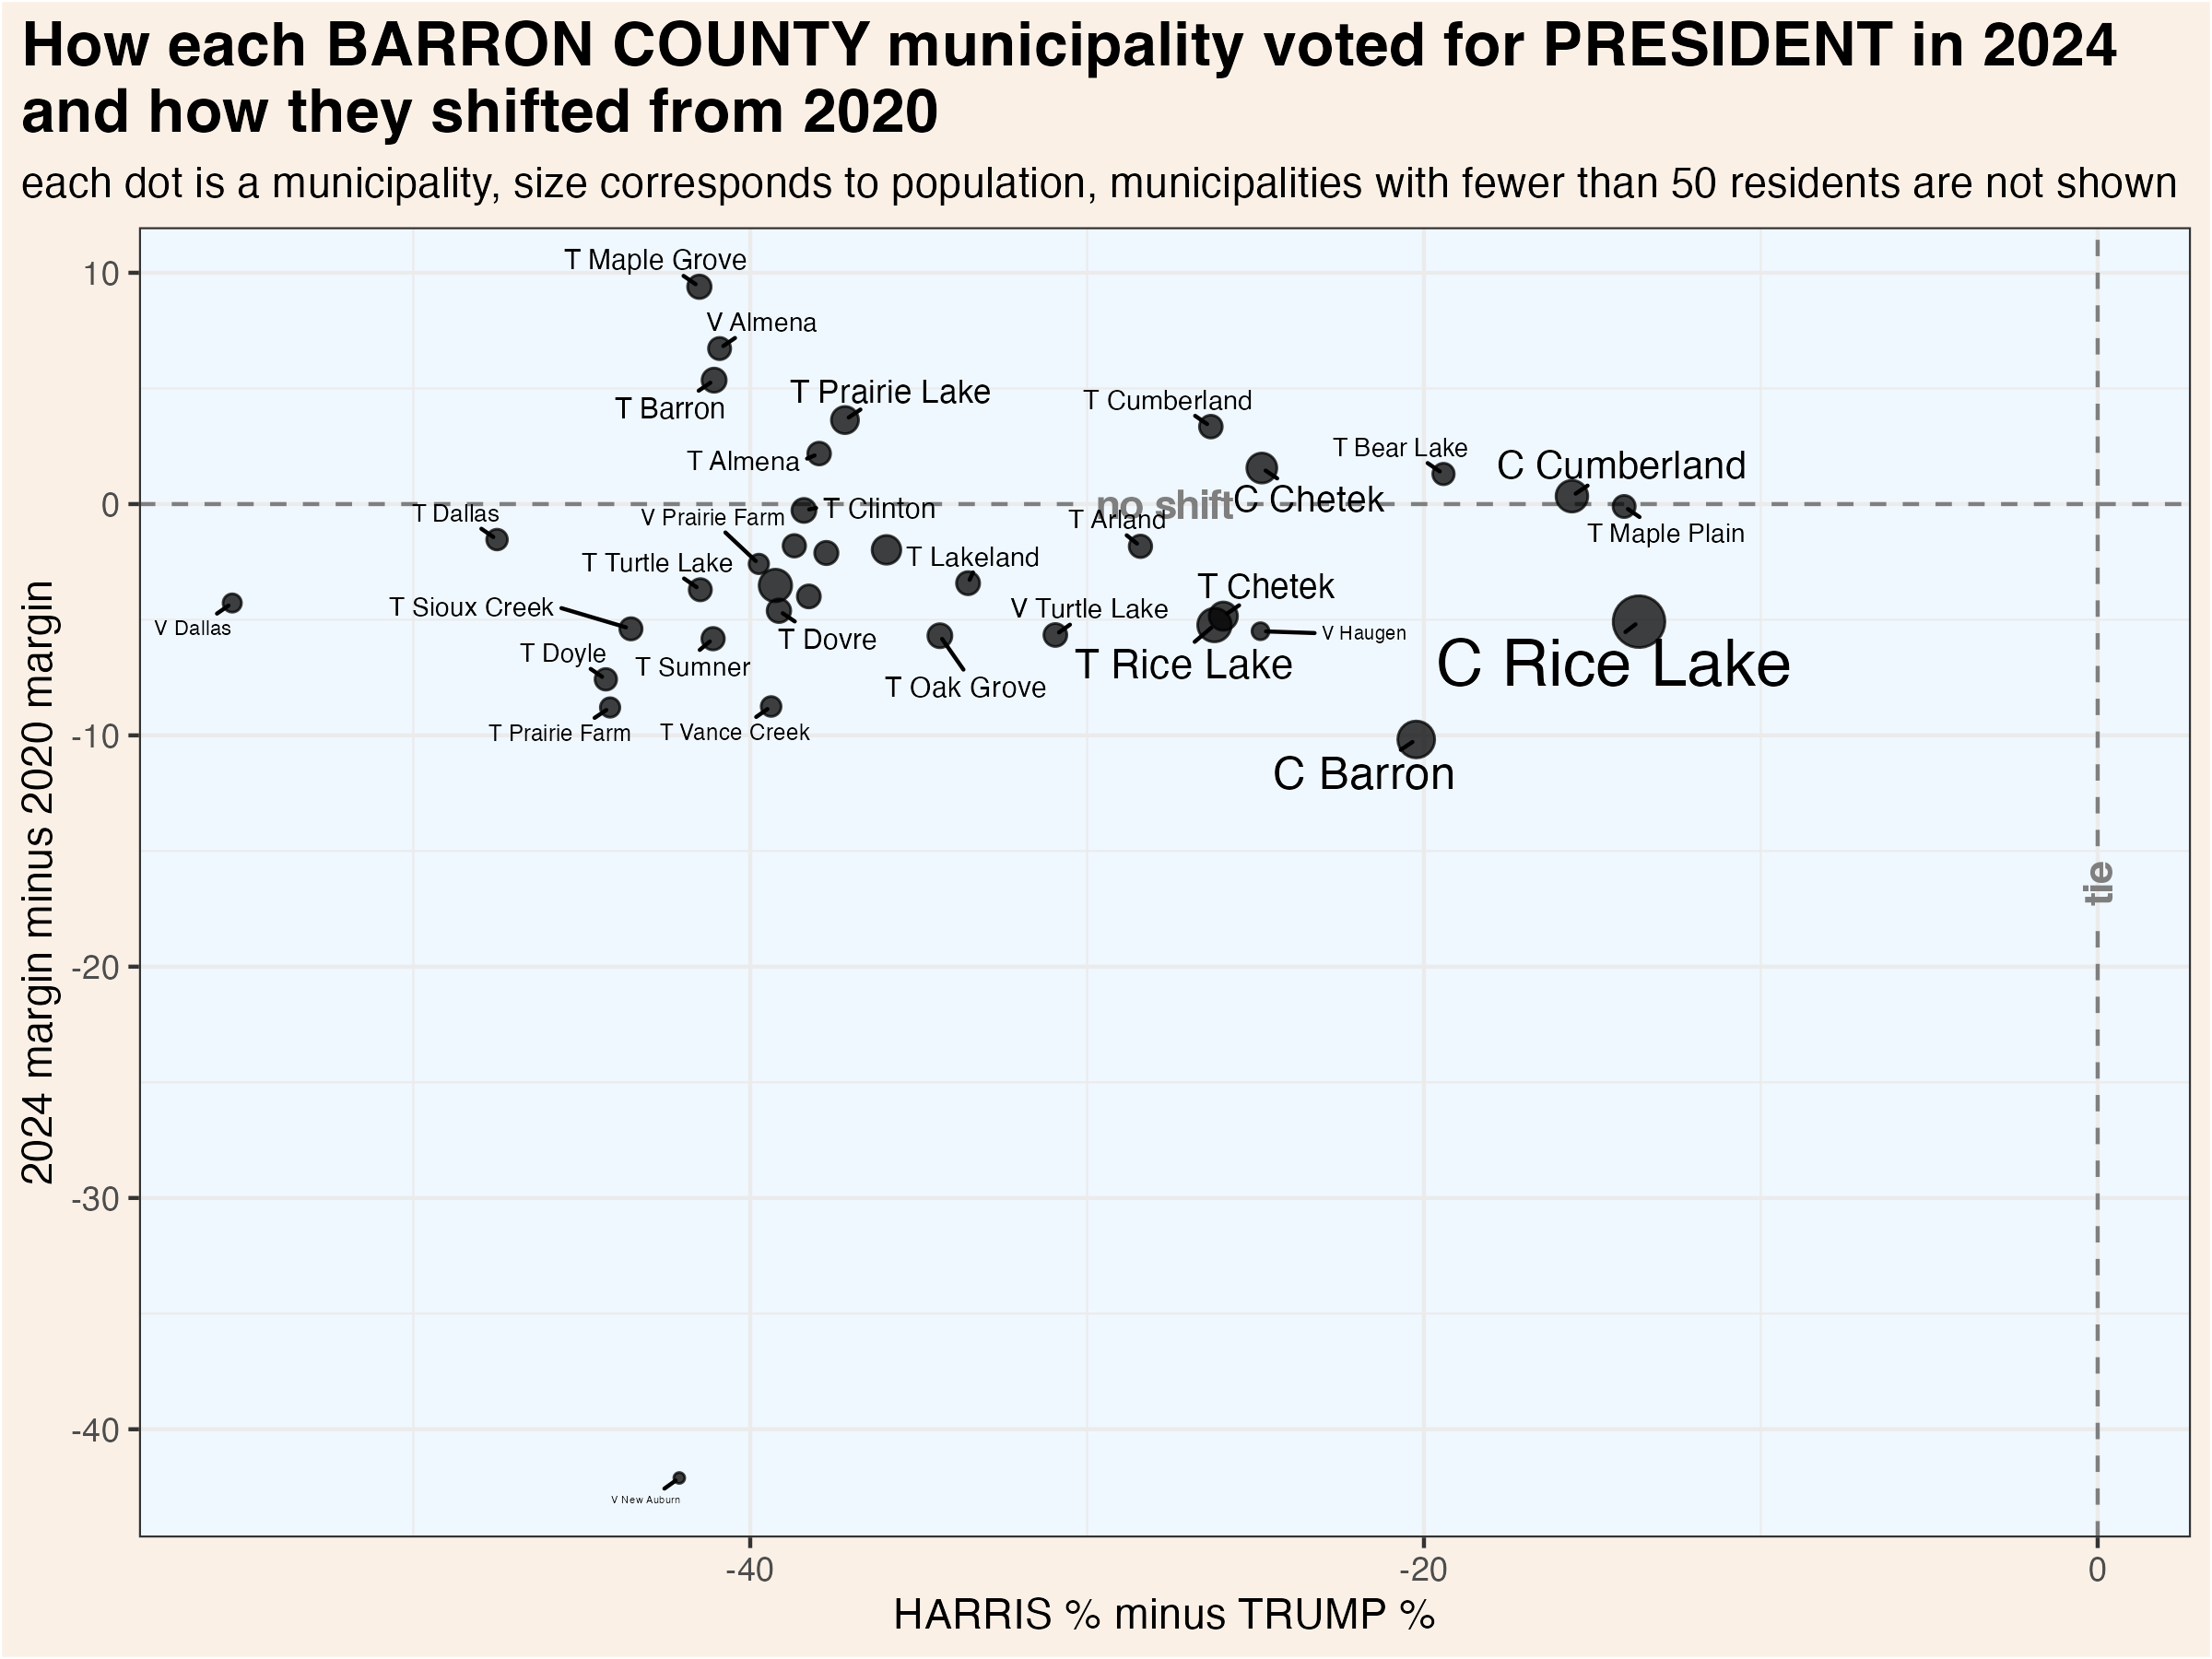 How each BARRON COUNTY municipality voted for PRESIDENT in 2024
and how they shifted from 2020
each dot is a municipality, size corresponds to population, municipalities with fewer than 50 residents are not shown
T Maple Grove
10
V Almena
T Prairie Lake
T Cumberland
T Barron
T Bear Lake
T Almena
C Cumberland
0
no shift
C Chetek
T Clinton
T Dallas
V Prairie Farm
T Arland
T Maple Plain
T Lakeland
T Turtle Lake
T Chetek
T Sioux Creek
V Turtle Lake
V Dallas
V Haugen
T Dovre
T Doyle
T Sumner
T Rice Lake
C Rice Lake
T Oak Grove
T Prairie Farm
T Vance Creek
-10
C Barron
2024 margin minus 2020 margin
tie
-20
-30
-40
V New Auburn
-40
-20
0
HARRIS % minus TRUMP %